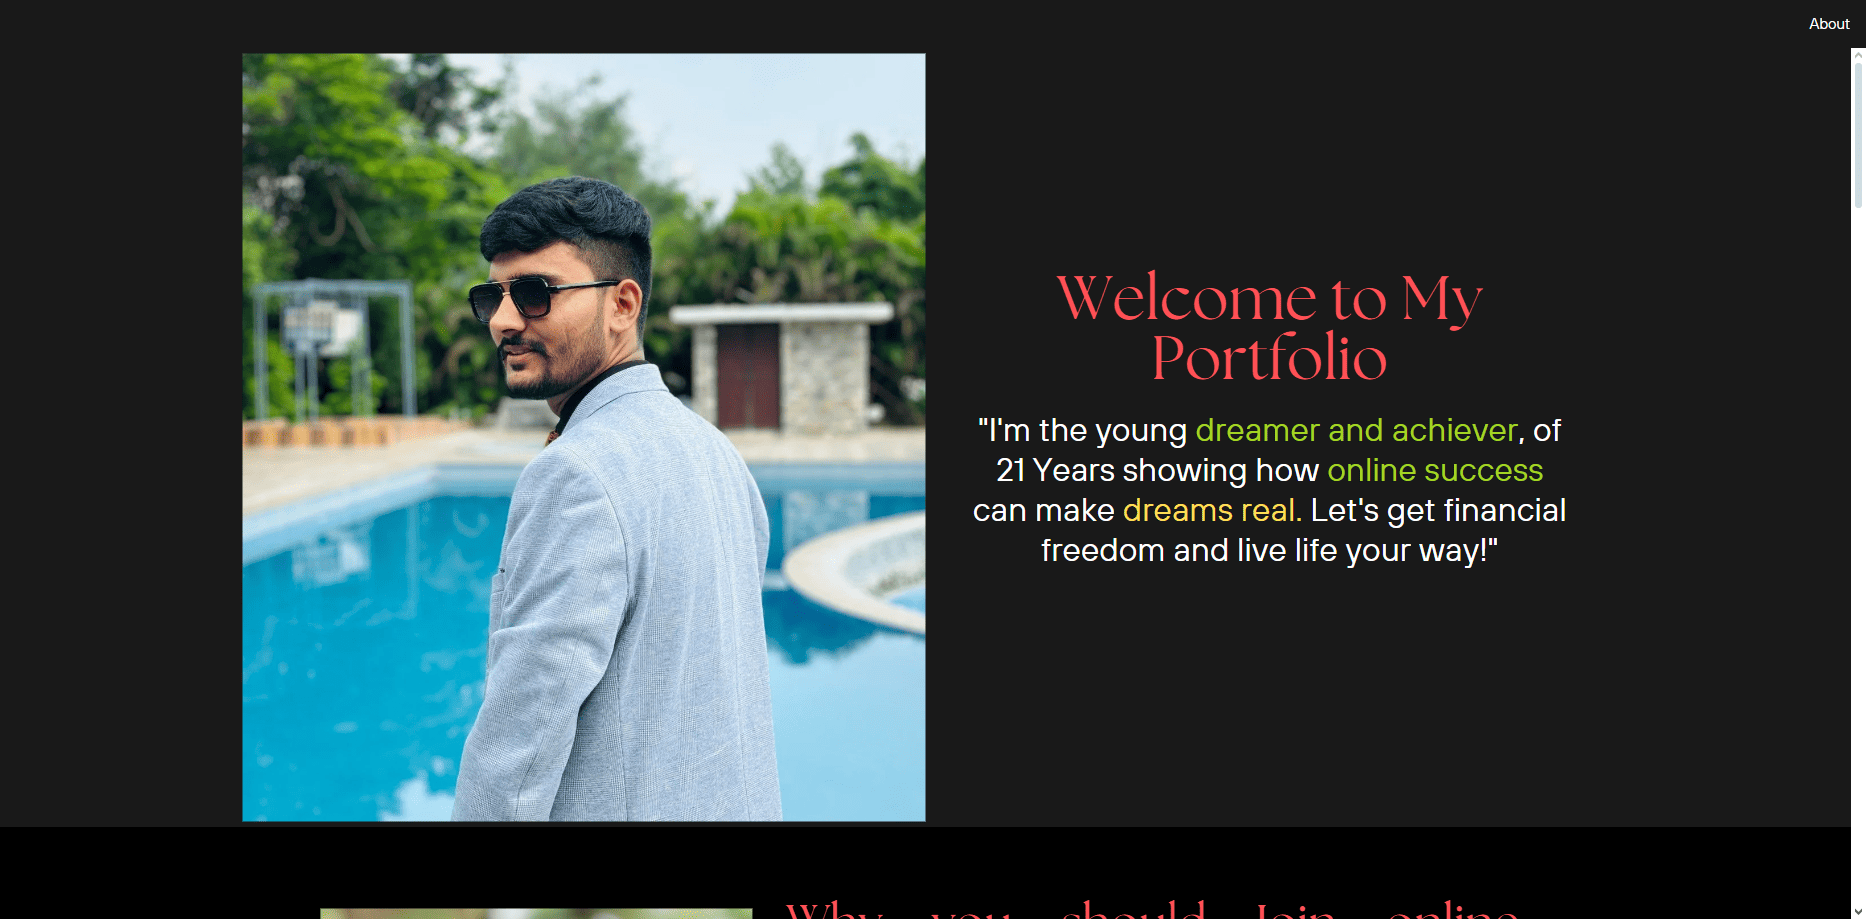 About
Welcome to My
Portfolio
"I'm the young dreamer and achiever, of
21 Years showing how online success
can make dreams real. Let's get financial
freedom and live life your way!"
Why you should Join online